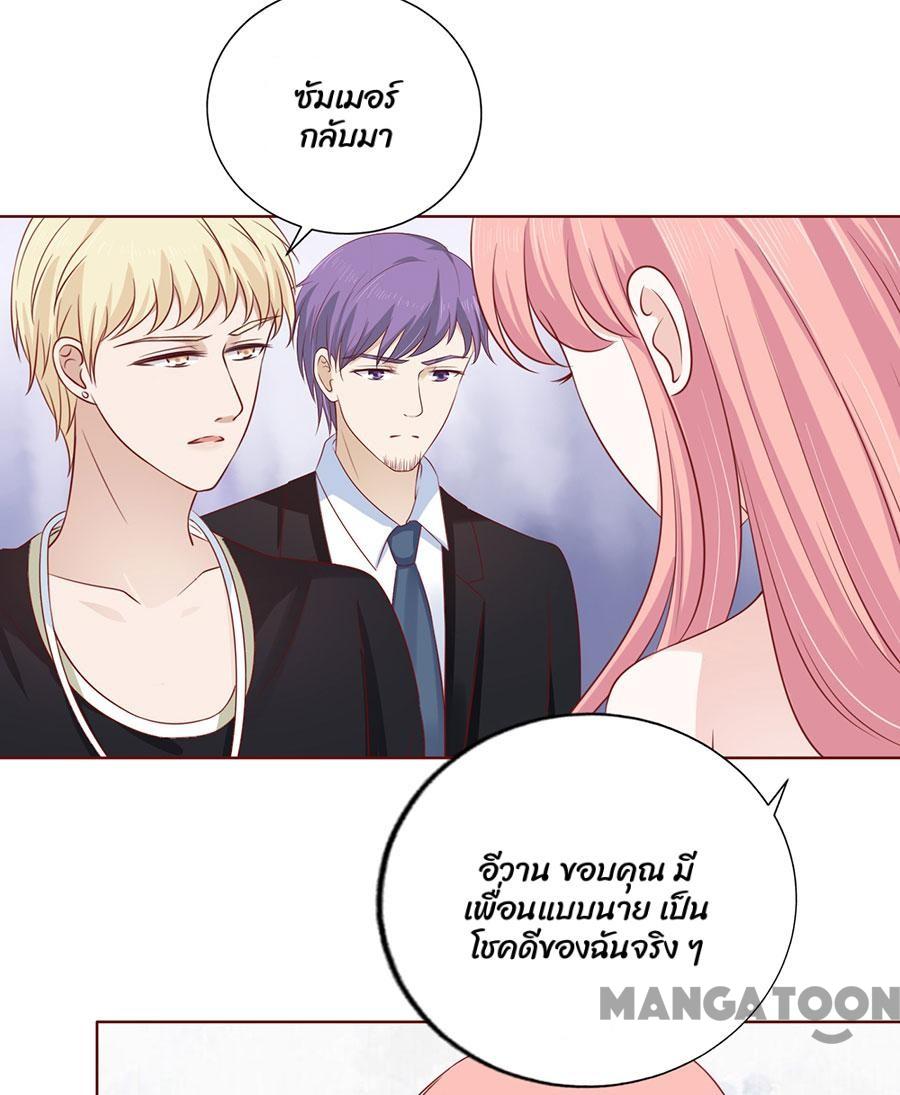 ซัมเมอร์
กลับมา
อีวาน ขอบคุณ มี
เพื่อนแบบนาย เป็น
โชคดีของฉันจริง ๆ
MANGATOON